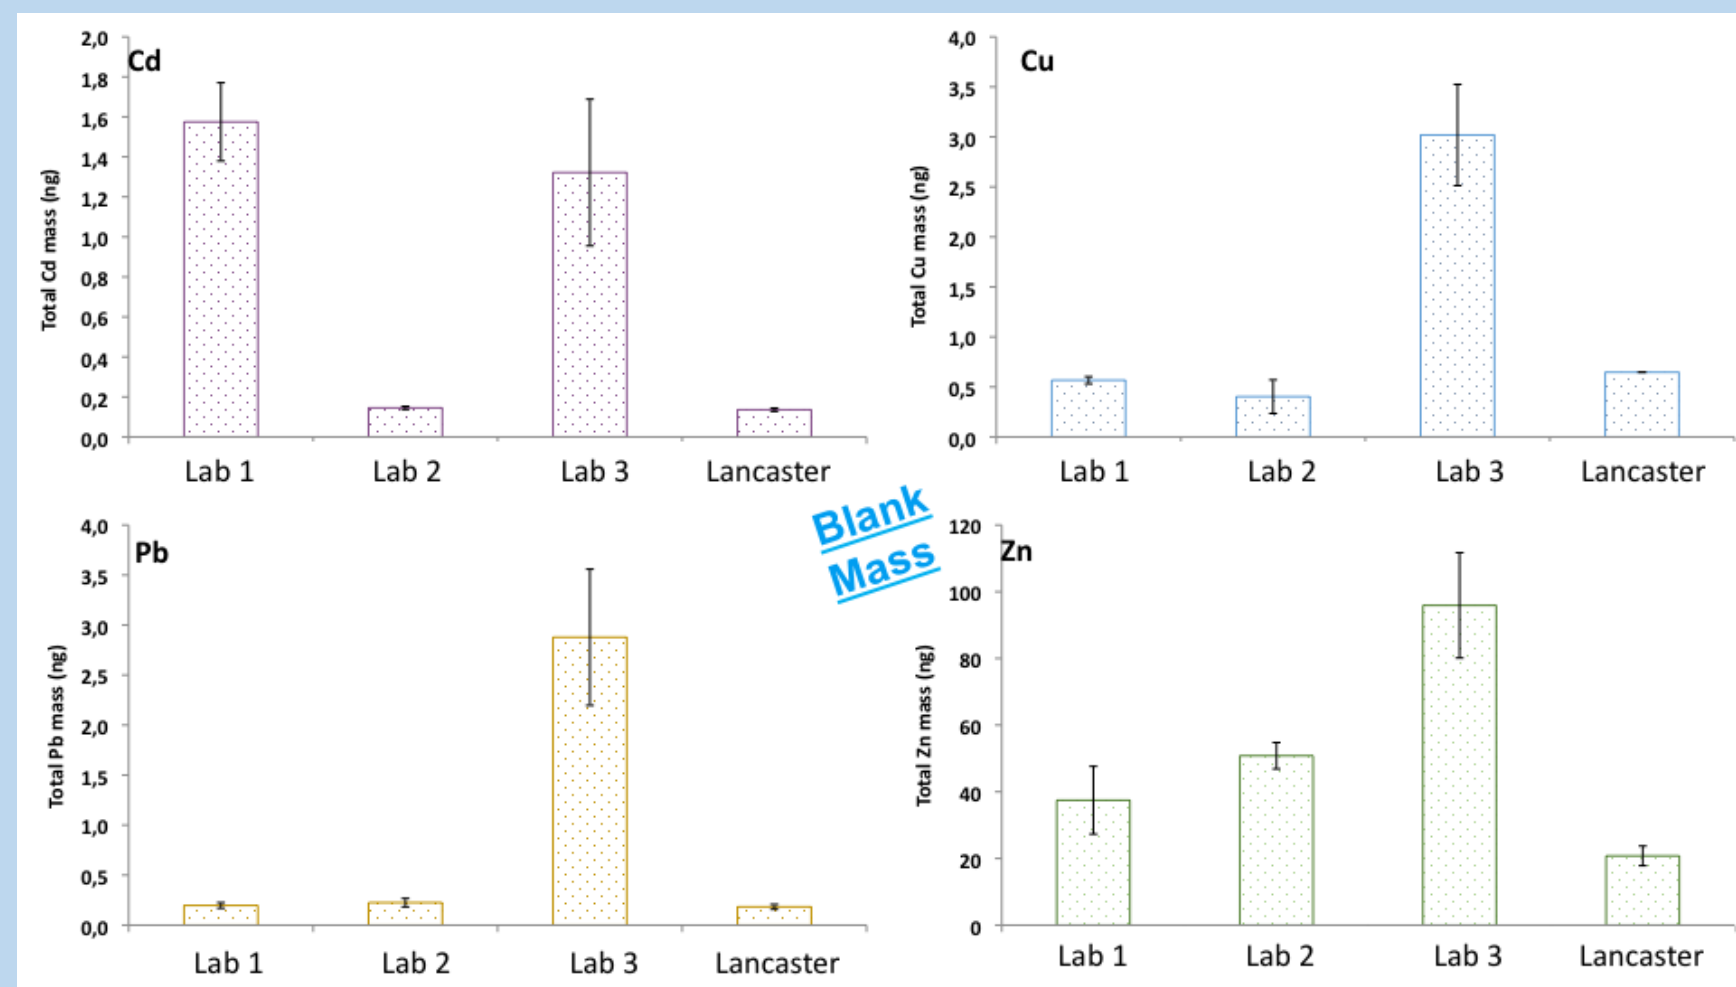 Cd
Total Cd mass (ng)
2,0
1,8
1,6
1,4
1,2
1,0
0,8
0,6
0,4
0,2
0,0
Lab 1 Lab 2 Lab 3 Lancaster
Cu
Total Cu mass (ng)
4,0
3,5
3,0
2,5
2,0
1,5
1,0
0,5
0,0
Lab 1 Lab 2 Lab 3 Lancaster
Blank
Mass
Pb
Total Pb mass (ng)
4,0
3,5
3,0
2,5
2,0
1,5
1,0
0,5
0,0
Lab 1 Lab 2 Lab 3 Lancaster
Zn
Total Zn mass (ng)
120
100
80
60
40
20
0
Lab 1 Lab 2 Lab 3 Lancaster